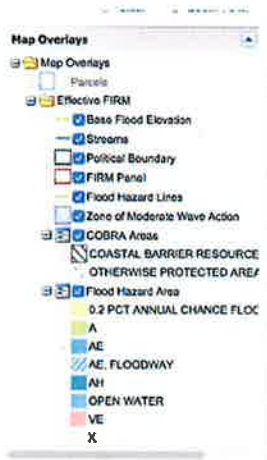 Map Overlays
Map Overlays
Parcels
Effective FIRM
Base Flood Elevation
Streams
Political Boundary
FIRM Panel
Flood Hazard Lines
Zone of Moderate Wave Action
COBRA Areas
COASTAL BARRIER RESOURCE
OTHERWISE PROTECTED AREA
Flood Hazard Area
0.2 PCT ANNUAL CHANCE FLOO
A
AE
AE, FLOODWAY
AH
OPEN WATER
VE
X